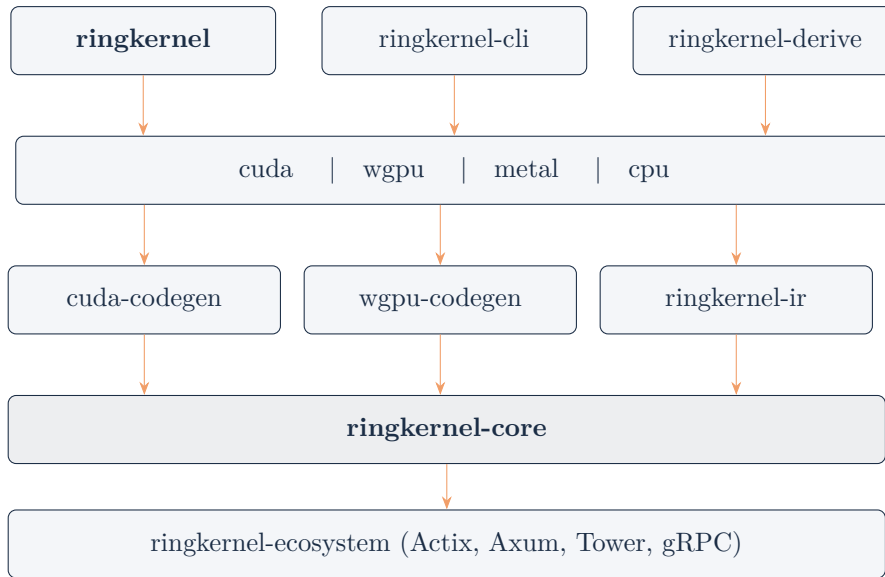 ringkernel
ringkernel-cli
ringkernel-derive
cuda | wgpu | metal | cpu
cuda-codegen
wgpu-codegen
ringkernel-ir
ringkernel-core
ringkernel-ecosystem (Actix, Axum, Tower, gRPC)